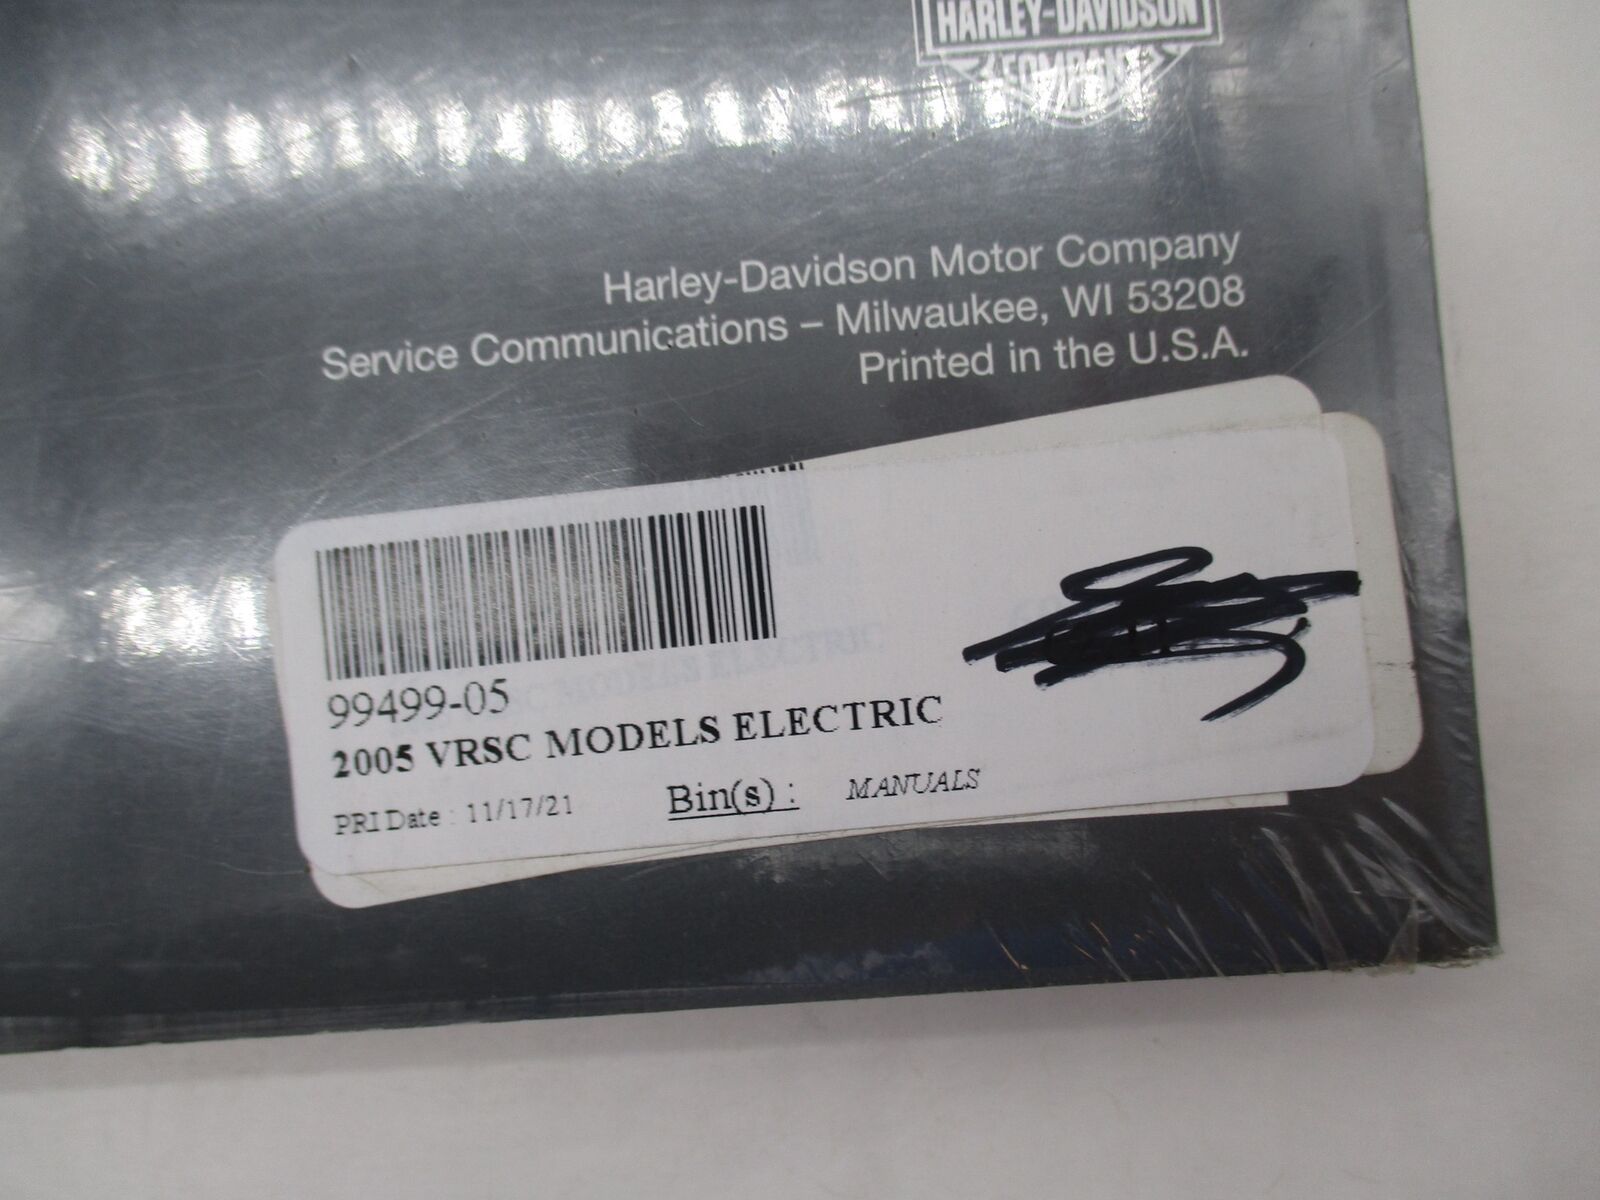 HARLEY-DAVIDSON
COMPANY
Harley-Davidson Motor Company
Service Communications – Milwaukee, WI 53208
Printed in the U.S.A.
99499-05
2005 VRSC MODELS ELECTRIC
PRI Date : 11/17/21 Bin(s) : MANUALS